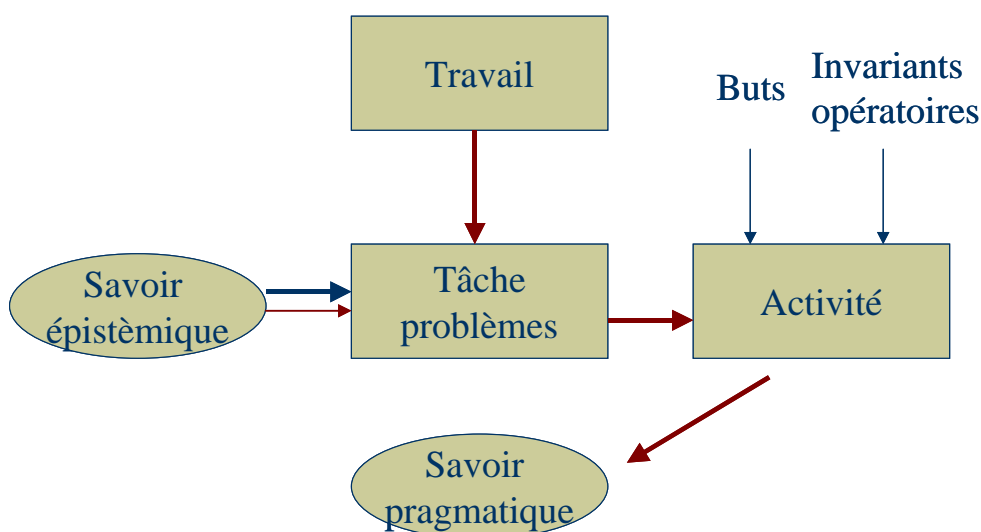 Travail
Buts
Invariants
opératoires
Savoir
épistèmique
Tâche
problèmes
Activité
Savoir
pragmatique